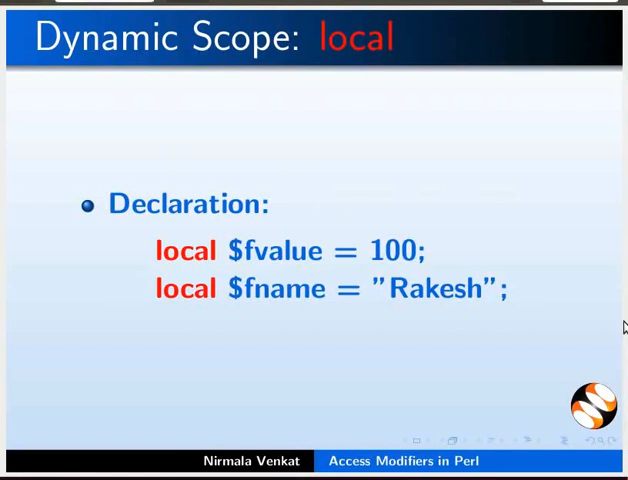 Dynamic Scope: local
Declaration:
local $fvalue = 100;
local $fname = ”Rakesh”;
Nirmala Venkat Access Modifiers in Perl